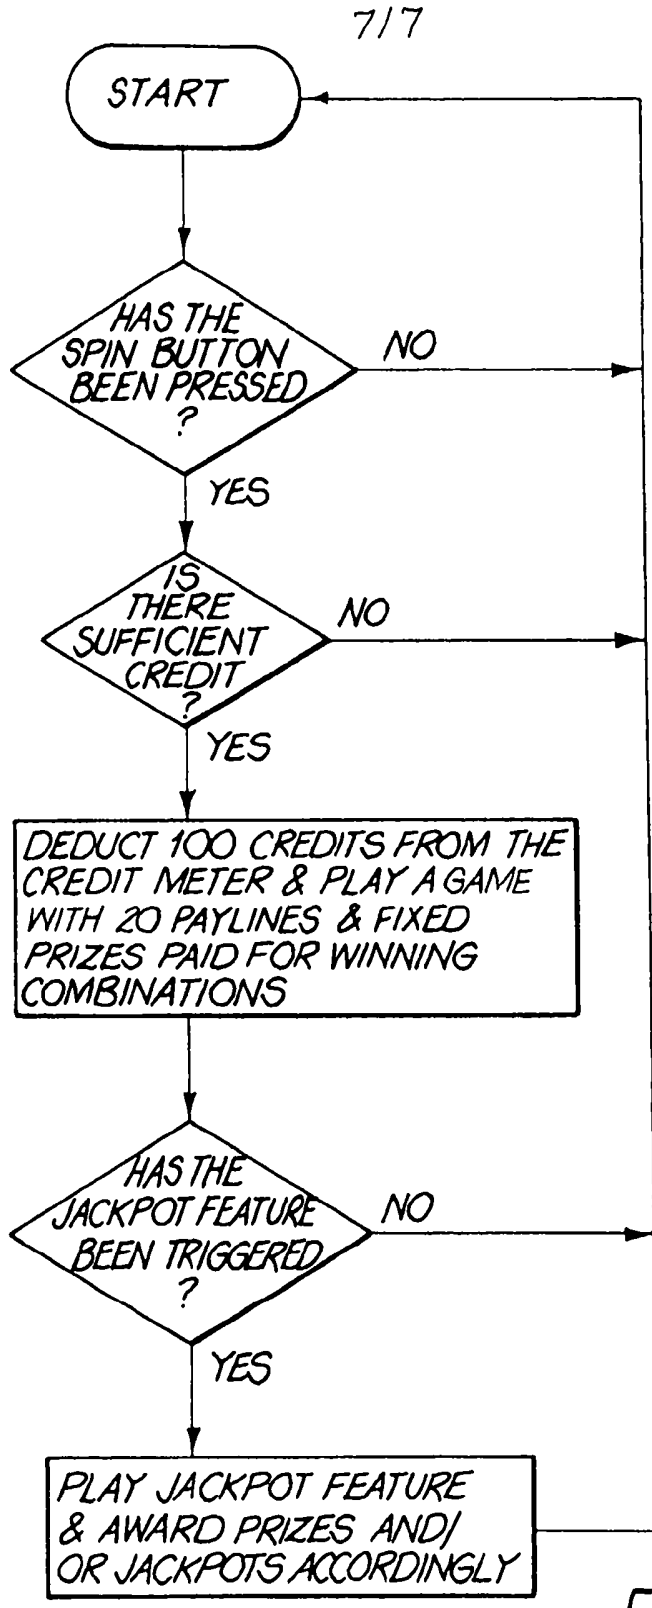 7/7
START
HAS THE
SPIN BUTTON
BEEN PRESSED
?
NO
YES
IS
THERE
SUFFICIENT
CREDIT
?
NO
YES
DEDUCT 100 CREDITS FROM THE
CREDIT METER & PLAY A GAME
WITH 20 PAYLINES & FIXED
PRIZES PAID FOR WINNING
COMBINATIONS
HAS THE
JACKPOT FEATURE
BEEN TRIGGERED
?
NO
YES
PLAY JACKPOT FEATURE
& AWARD PRIZES AND/
OR JACKPOTS ACCORDINGLY